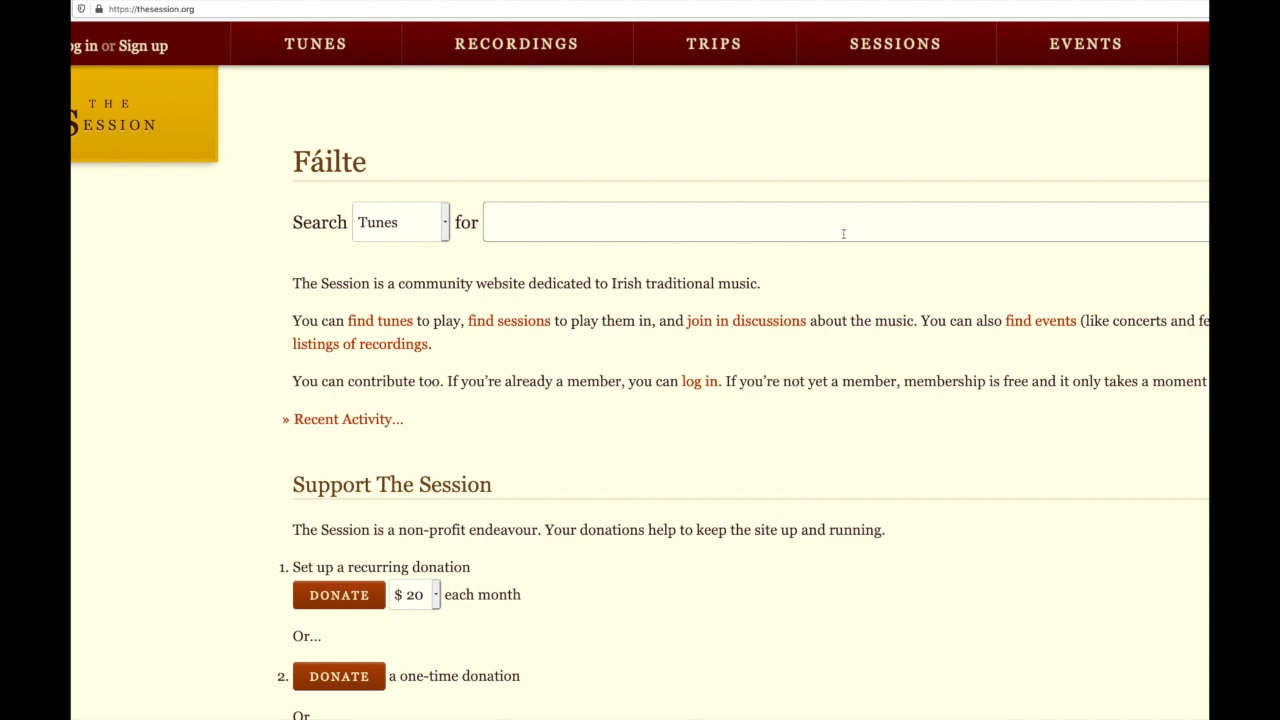 https://thesession.org
og in or Sign up
TUNES
RECORDINGS
TRIPS
SESSIONS
EVENTS
THE
SESSION
Fáilte
Search Tunes for
The Session is a community website dedicated to Irish traditional music.
You can find tunes to play, find sessions to play them in, and join in discussions about the music. You can also find events (like concerts and fe
listings of recordings.
You can contribute too. If you’re already a member, you can log in. If you’re not yet a member, membership is free and it only takes a moment
» Recent Activity…
Support The Session
The Session is a non-profit endeavour. Your donations help to keep the site up and running.
1. Set up a recurring donation
DONATE $ 20 each month
Or…
2. DONATE a one-time donation
Or